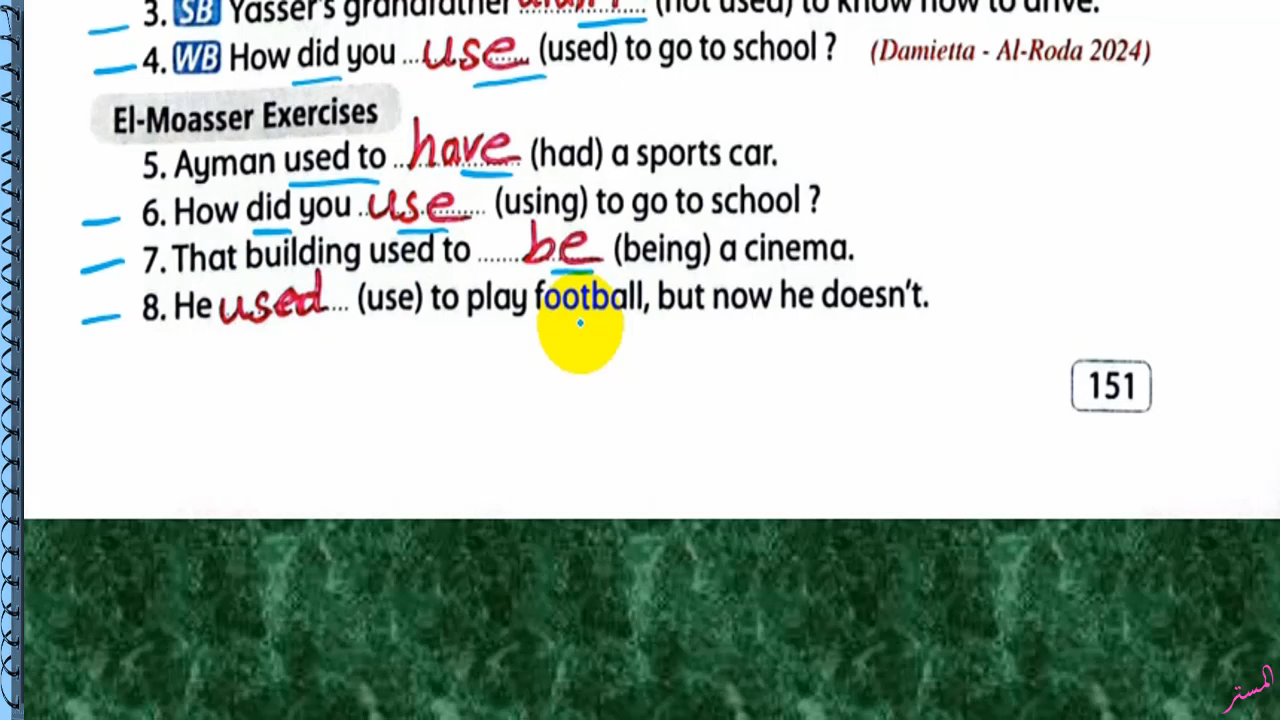 3. SB Yasser's grandfather didn't (not used) to know how to drive.
4. WB How did you ...use... (used) to go to school ? (Damietta - Al-Roda 2024)
El-Moasser Exercises
5. Ayman used to ...have... (had) a sports car.
6. How did you ...use... (using) to go to school ?
7. That building used to ......be... (being) a cinema.
8. He used... (use) to play football, but now he doesn't.
151
المستر